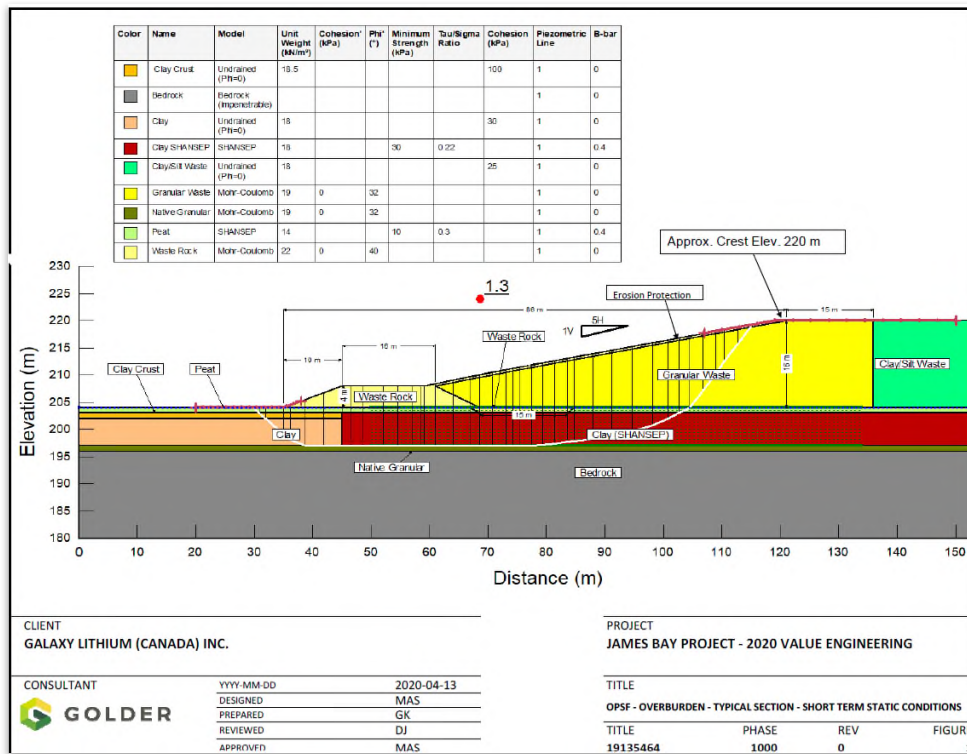 Color Name Model Unit Weight (kN/m³) Cohesion' (kPa) Phi' (°) Minimum Strength (kPa) Tau/Sigma Ratio Cohesion (kPa) Piezometric Line B-bar
Clay Crust Undrained (Phi=0) 18.5 100 1 0
Bedrock Bedrock (Impenetrable) 1 0
Clay Undrained (Phi=0) 18 30 1 0
Clay SHANSEP SHANSEP 18 30 0.22 1 0.4
Clay/Silt Waste Undrained (Phi=0) 18 25 1 0
Granular Waste Mohr-Coulomb 19 0 32 1 0
Native Granular Mohr-Coulomb 19 0 32 1 0
Peat SHANSEP 14 10 0.3 1 0.4
Waste Rock Mohr-Coulomb 22 0 40 1 0
Approx. Crest Elev. 220 m
1.3
Erosion Protection
86 m
15 m
5H
1V
Waste Rock
10 m
16 m
Clay Crust
Peat
Waste Rock
4 m
Granular Waste
16 m
Clay/Silt Waste
15 m
Clay
Clay (SHANSEP)
Native Granular
Bedrock
Elevation (m)
230
225
220
215
210
205
200
195
190
185
180
0 10 20 30 40 50 60 70 80 90 100 110 120 130 140 150
Distance (m)
CLIENT
GALAXY LITHIUM (CANADA) INC.
PROJECT
JAMES BAY PROJECT - 2020 VALUE ENGINEERING
CONSULTANT
GOLDER
YYYY-MM-DD 2020-04-13
DESIGNED MAS
PREPARED GK
REVIEWED DJ
APPROVED MAS
TITLE
OPSF - OVERBURDEN - TYPICAL SECTION - SHORT TERM STATIC CONDITIONS
TITLE PHASE REV FIGUR
19135464 1000 0